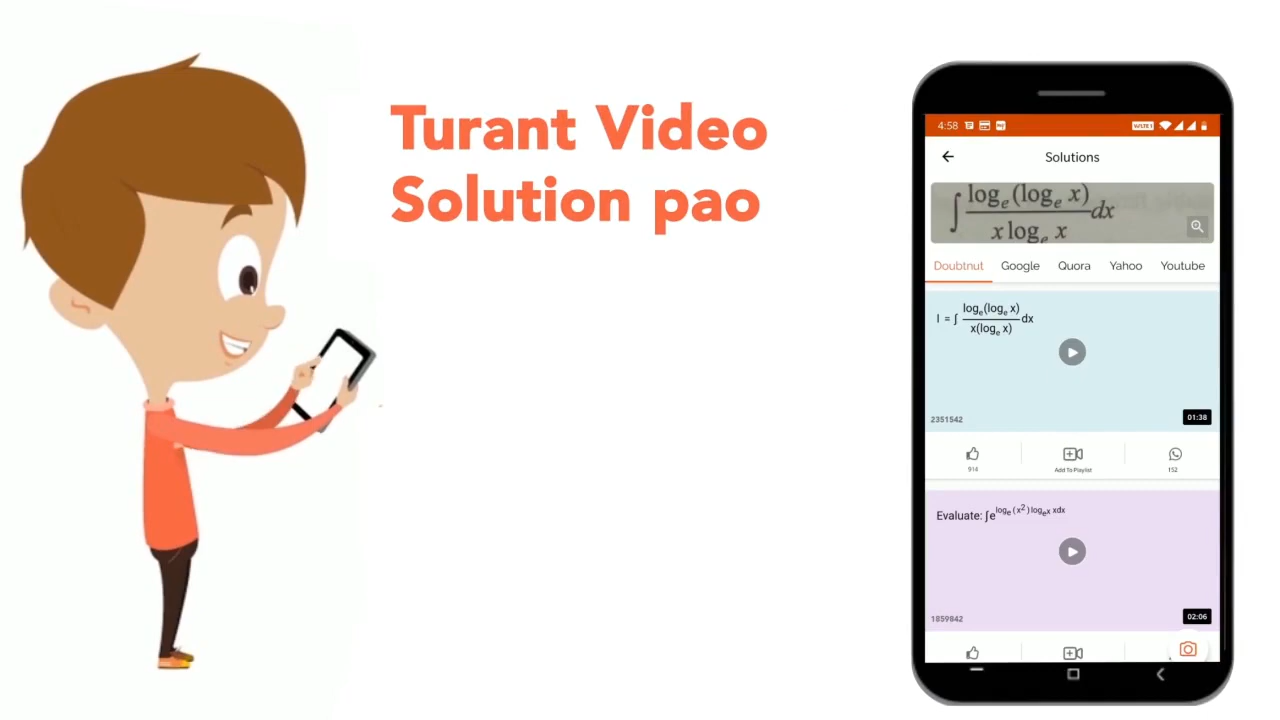 Turant Video
Solution pao
4:58
VoLTE1
Solutions
∫ logₑ(logₑ x) / x logₑ x dx
Doubtnut Google Quora Yahoo Youtube
I = ∫ logₑ(logₑ x) / x(logₑ x) dx
2351542 01:38
914 Add To Playlist 152
Evaluate: ∫e^logₑ(x²)logₑx xdx
1859842 02:06